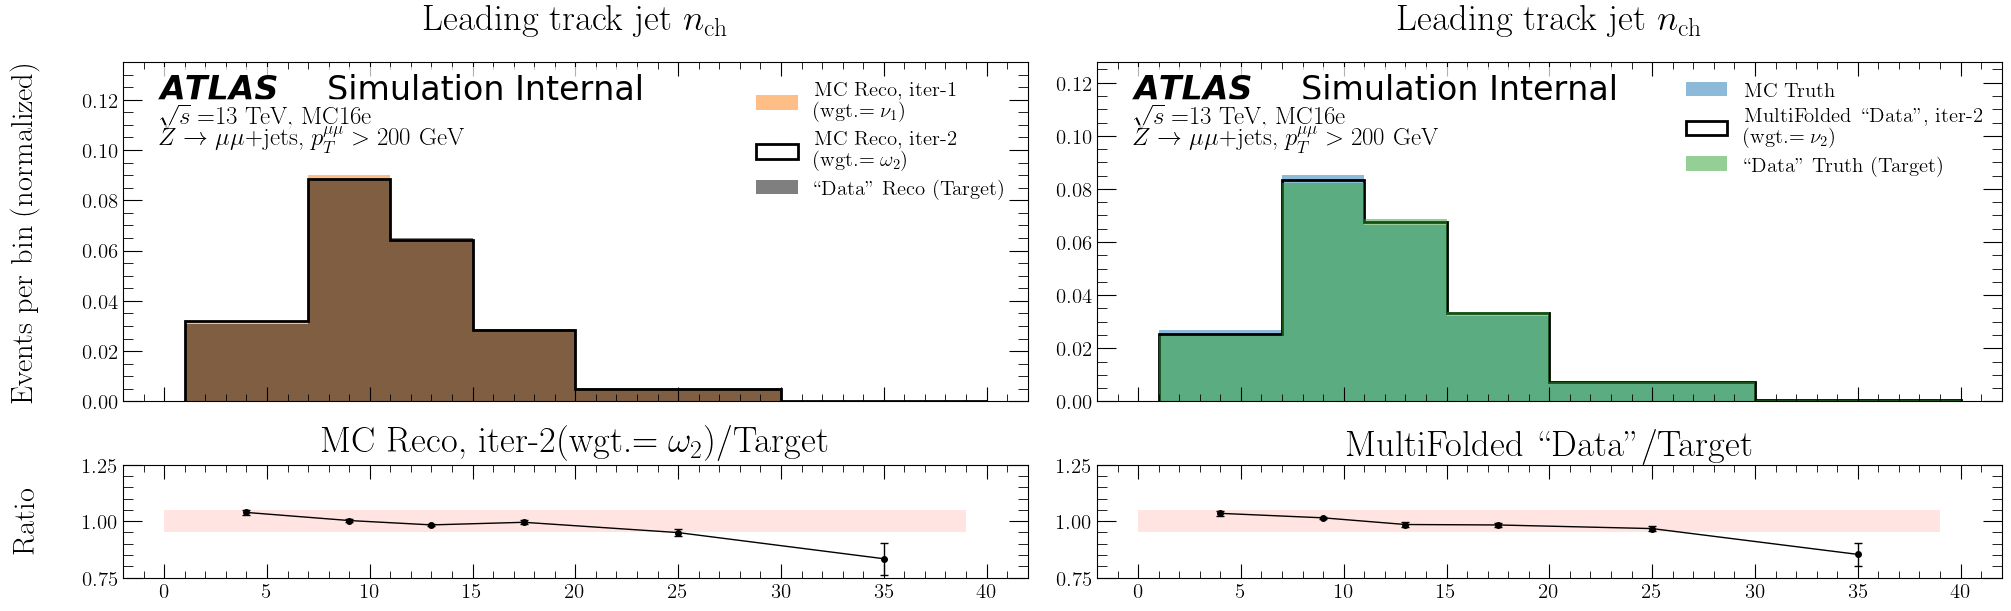 Leading track jet n_ch
Events per bin (normalized)
ATLAS Simulation Internal
√s =13 TeV, MC16e
Z → μμ+jets, p_T^μμ > 200 GeV
MC Reco, iter-1
(wgt.= ν₁)
MC Reco, iter-2
(wgt.= ω₂)
“Data” Reco (Target)
0.12
0.10
0.08
0.06
0.04
0.02
0.00
MC Reco, iter-2(wgt.= ω₂)/Target
Ratio
1.25
1.00
0.75
0 5 10 15 20 25 30 35 40
Leading track jet n_ch
ATLAS Simulation Internal
√s =13 TeV, MC16e
Z → μμ+jets, p_T^μμ > 200 GeV
MC Truth
MultiFolded “Data”, iter-2
(wgt.= ν₂)
“Data” Truth (Target)
0.12
0.10
0.08
0.06
0.04
0.02
0.00
MultiFolded “Data”/Target
1.25
1.00
0.75
0 5 10 15 20 25 30 35 40